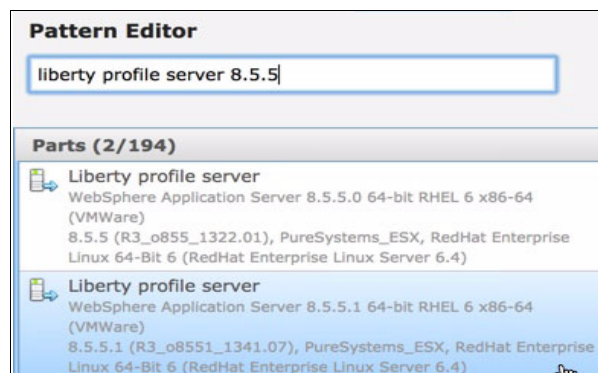 Pattern Editor
liberty profile server 8.5.5
Parts (2/194)
Liberty profile server
WebSphere Application Server 8.5.5.0 64-bit RHEL 6 x86-64
(VMWare)
8.5.5 (R3_o855_1322.01), PureSystems_ESX, RedHat Enterprise
Linux 64-Bit 6 (RedHat Enterprise Linux Server 6.4)
Liberty profile server
WebSphere Application Server 8.5.5.1 64-bit RHEL 6 x86-64
(VMWare)
8.5.5.1 (R3_o8551_1341.07), PureSystems_ESX, RedHat Enterprise
Linux 64-Bit 6 (RedHat Enterprise Linux Server 6.4)